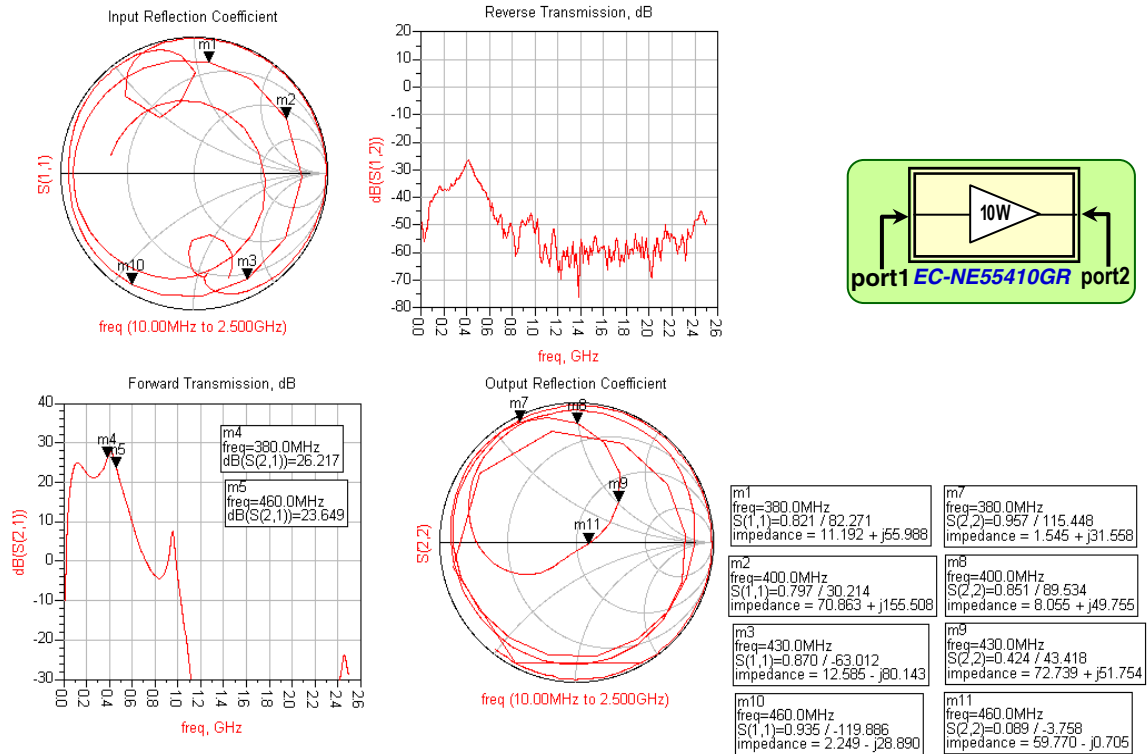 Input Reflection Coefficient
m1
m2
m3
m10
S(1,1)
freq (10.00MHz to 2.500GHz)
Reverse Transmission, dB
20
10
0
-10
-20
-30
-40
-50
-60
-70
-80
dB(S(1,2))
0.0
0.2
0.4
0.6
0.8
1.0
1.2
1.4
1.6
1.8
2.0
2.2
2.4
2.6
freq, GHz
10W
port1
EC-NE55410GR
port2
Forward Transmission, dB
40
30
20
10
0
-10
-20
-30
dB(S(2,1))
m4
m5
m4
freq=380.0MHz
dB(S(2,1))=26.217
m5
freq=460.0MHz
dB(S(2,1))=23.649
0.0
0.2
0.4
0.6
0.8
1.0
1.2
1.4
1.6
1.8
2.0
2.2
2.4
2.6
freq, GHz
Output Reflection Coefficient
m7
m8
m9
m11
S(2,2)
freq (10.00MHz to 2.500GHz)
m1
freq=380.0MHz
S(1,1)=0.821 / 82.271
impedance = 11.192 + j55.988
m2
freq=400.0MHz
S(1,1)=0.797 / 30.214
impedance = 70.863 + j155.508
m3
freq=430.0MHz
S(1,1)=0.870 / -63.012
impedance = 12.585 - j80.143
m10
freq=460.0MHz
S(1,1)=0.935 / -119.886
impedance = 2.249 - j28.890
m7
freq=380.0MHz
S(2,2)=0.957 / 115.448
impedance = 1.545 + j31.558
m8
freq=400.0MHz
S(2,2)=0.851 / 89.534
impedance = 8.055 + j49.755
m9
freq=430.0MHz
S(2,2)=0.424 / 43.418
impedance = 72.739 + j51.754
m11
freq=460.0MHz
S(2,2)=0.089 / -3.758
impedance = 59.770 - j0.705